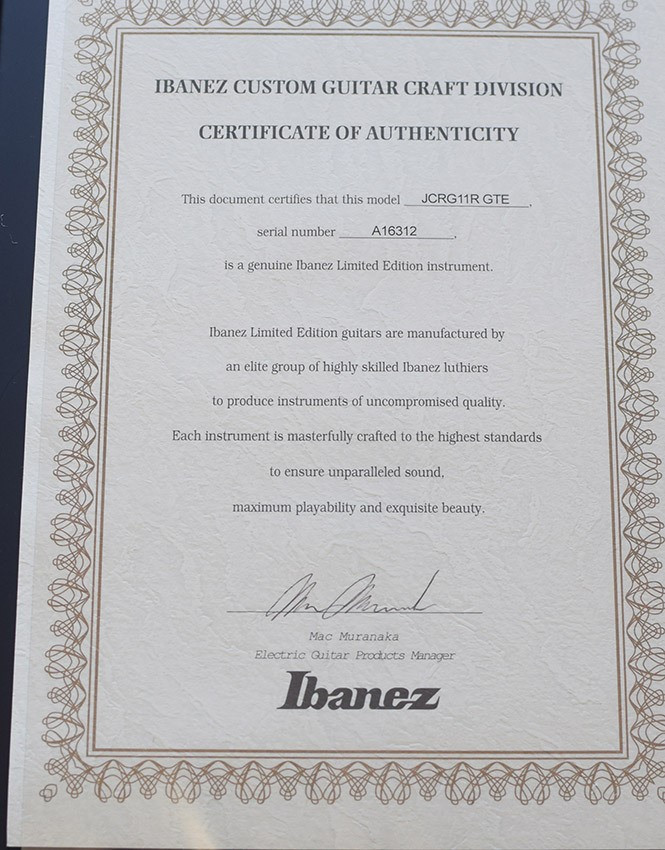 IBANEZ CUSTOM GUITAR CRAFT DIVISION
CERTIFICATE OF AUTHENTICITY
This document certifies that this model JCRG11R GTE,
serial number A16312,
is a genuine Ibanez Limited Edition instrument.
Ibanez Limited Edition guitars are manufactured by
an elite group of highly skilled Ibanez luthiers
to produce instruments of uncompromised quality.
Each instrument is masterfully crafted to the highest standards
to ensure unparalleled sound,
maximum playability and exquisite beauty.
Mac Muranaka
Mac Muranaka
Electric Guitar Products Manager
Ibanez